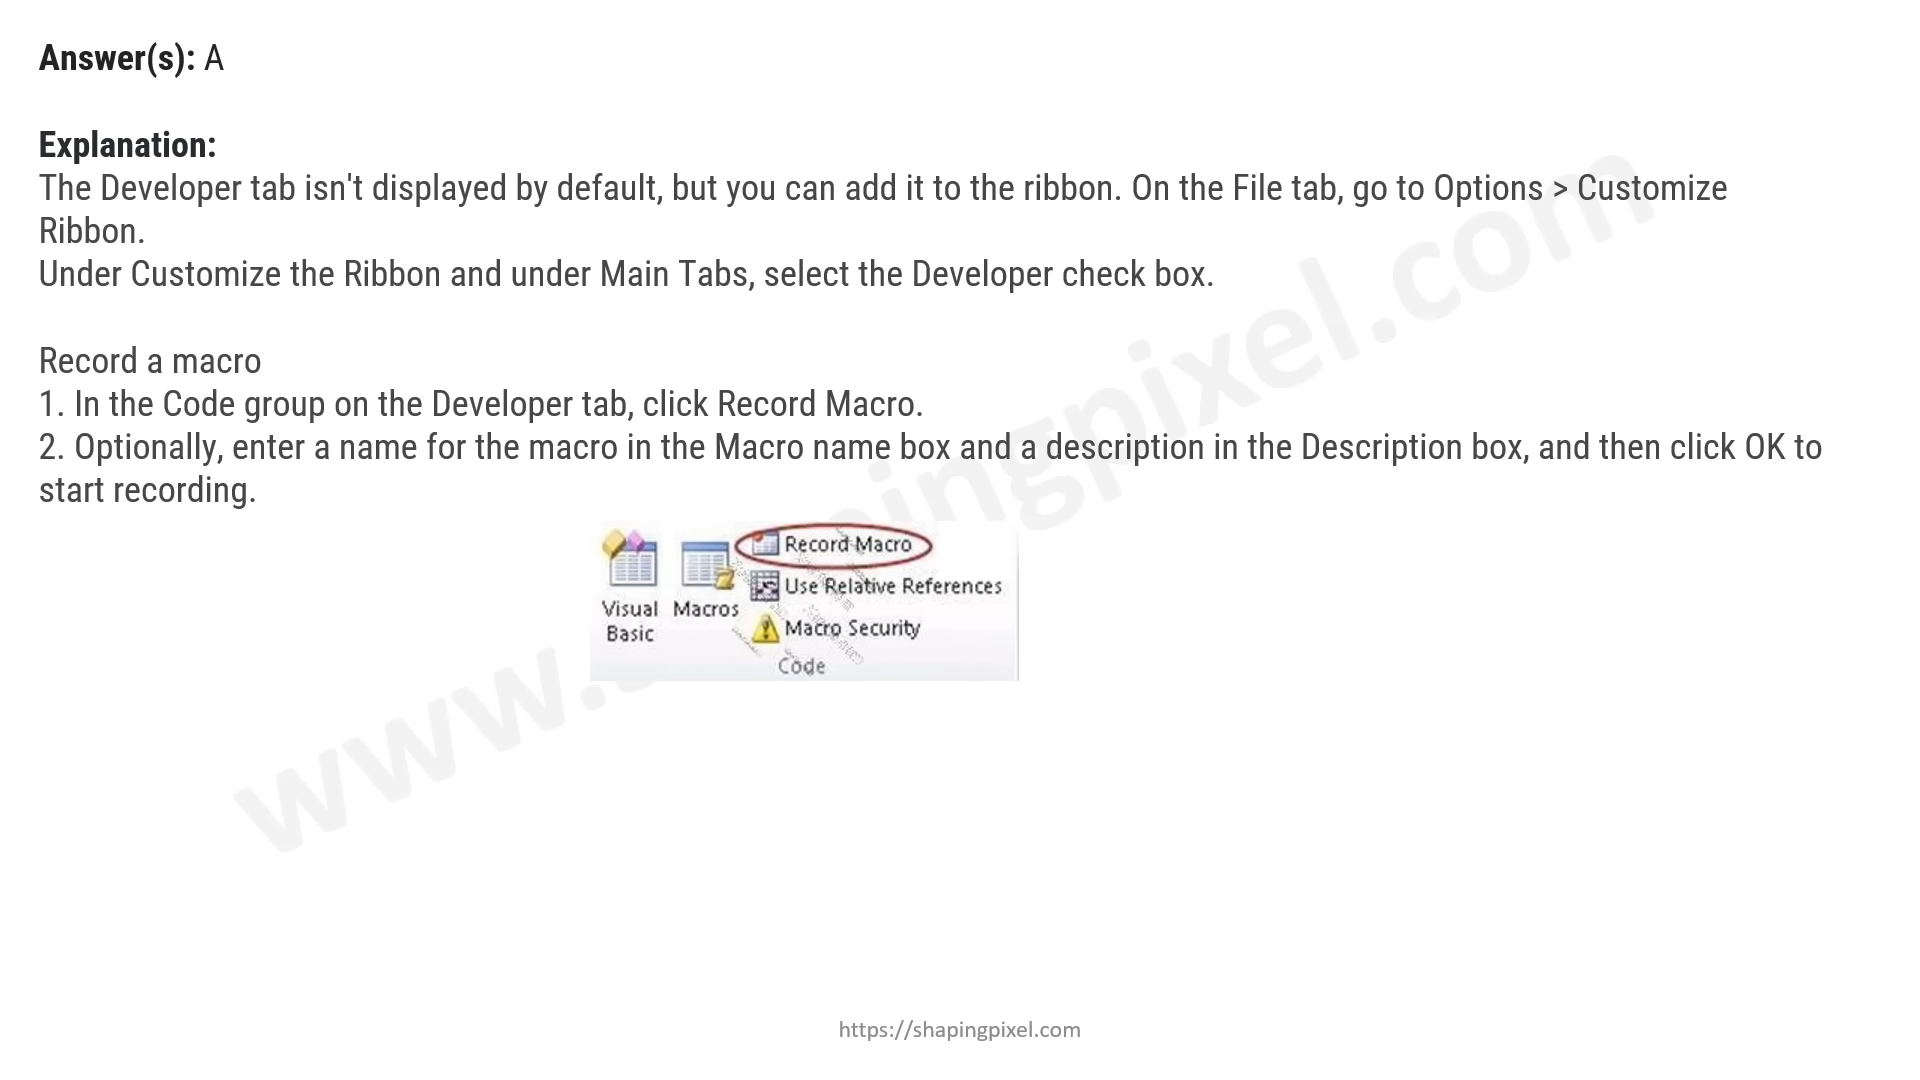 Answer(s): A
Explanation:
The Developer tab isn't displayed by default, but you can add it to the ribbon. On the File tab, go to Options > Customize
Ribbon.
Under Customize the Ribbon and under Main Tabs, select the Developer check box.
Record a macro
1. In the Code group on the Developer tab, click Record Macro.
2. Optionally, enter a name for the macro in the Macro name box and a description in the Description box, and then click OK to
start recording.
Record Macro
Use Relative References
Visual Basic
Macros
Macro Security
Code
https://shapingpixel.com